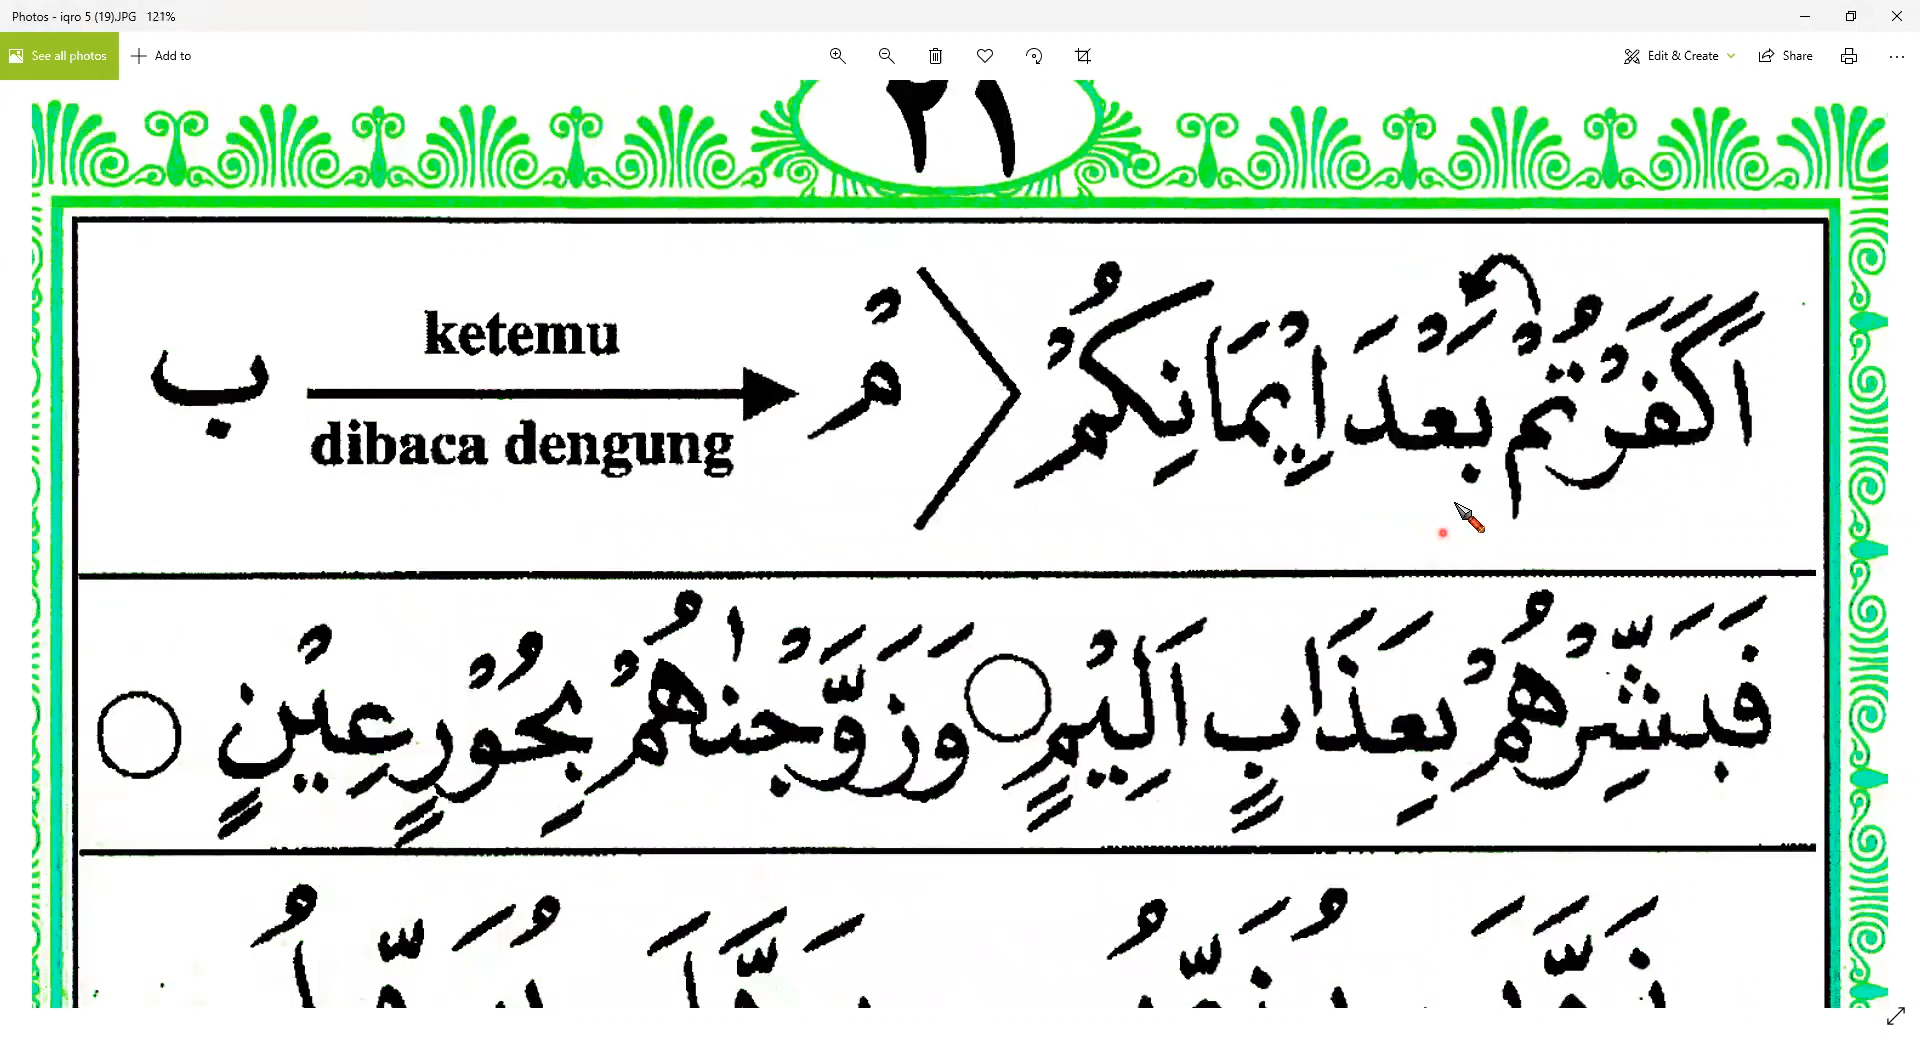 Photos - iqro 5 (19).JPG 121%
See all photos
Add to
Edit & Create
Share
٢١
اَكَفَرْتُمْ بَعْدَ اِيْمَانِكُمْ
مْ
ketemu
dibaca dengung
ب
فَبَشِّرْهُمْ بِعَذَابٍ اَلِيْمٍ ○ وَزَوَّجْنٰهُمْ بِحُوْرٍ عِيْنٍ ○